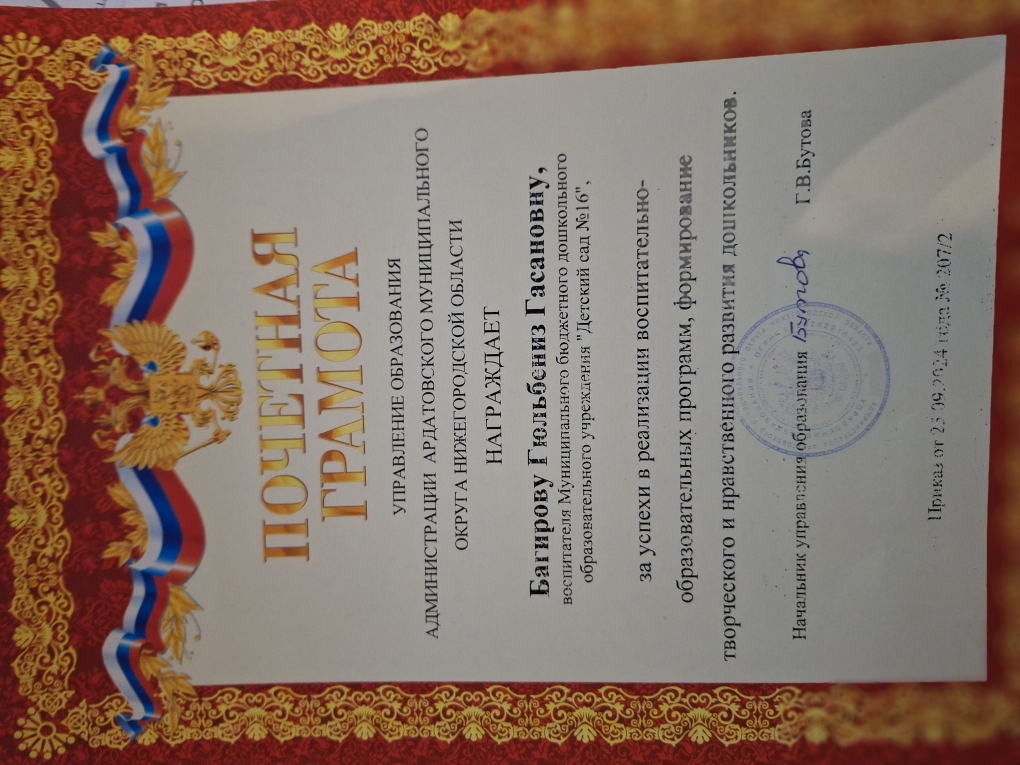 ПОЧЕТНАЯ
ГРАМОТА
УПРАВЛЕНИЕ ОБРАЗОВАНИЯ
АДМИНИСТРАЦИИ АРДАТОВСКОГО МУНИЦИПАЛЬНОГО
ОКРУГА НИЖЕГОРОДСКОЙ ОБЛАСТИ
НАГРАЖДАЕТ
Багирову Гюльбениз Гасановну,
воспитателя Муниципального бюджетного дошкольного
образовательного учреждения "Детский сад №16",
за успехи в реализации воспитательно-
образовательных программ, формирование
творческого и нравственного развития дошкольников.
Начальник управления образования Бутова Г.В.Бутова
Приказ от 23.09.2024 года № 207/2